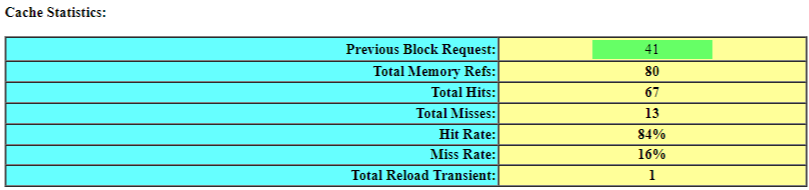 Cache Statistics:
Previous Block Request: 41
Total Memory Refs: 80
Total Hits: 67
Total Misses: 13
Hit Rate: 84%
Miss Rate: 16%
Total Reload Transient: 1